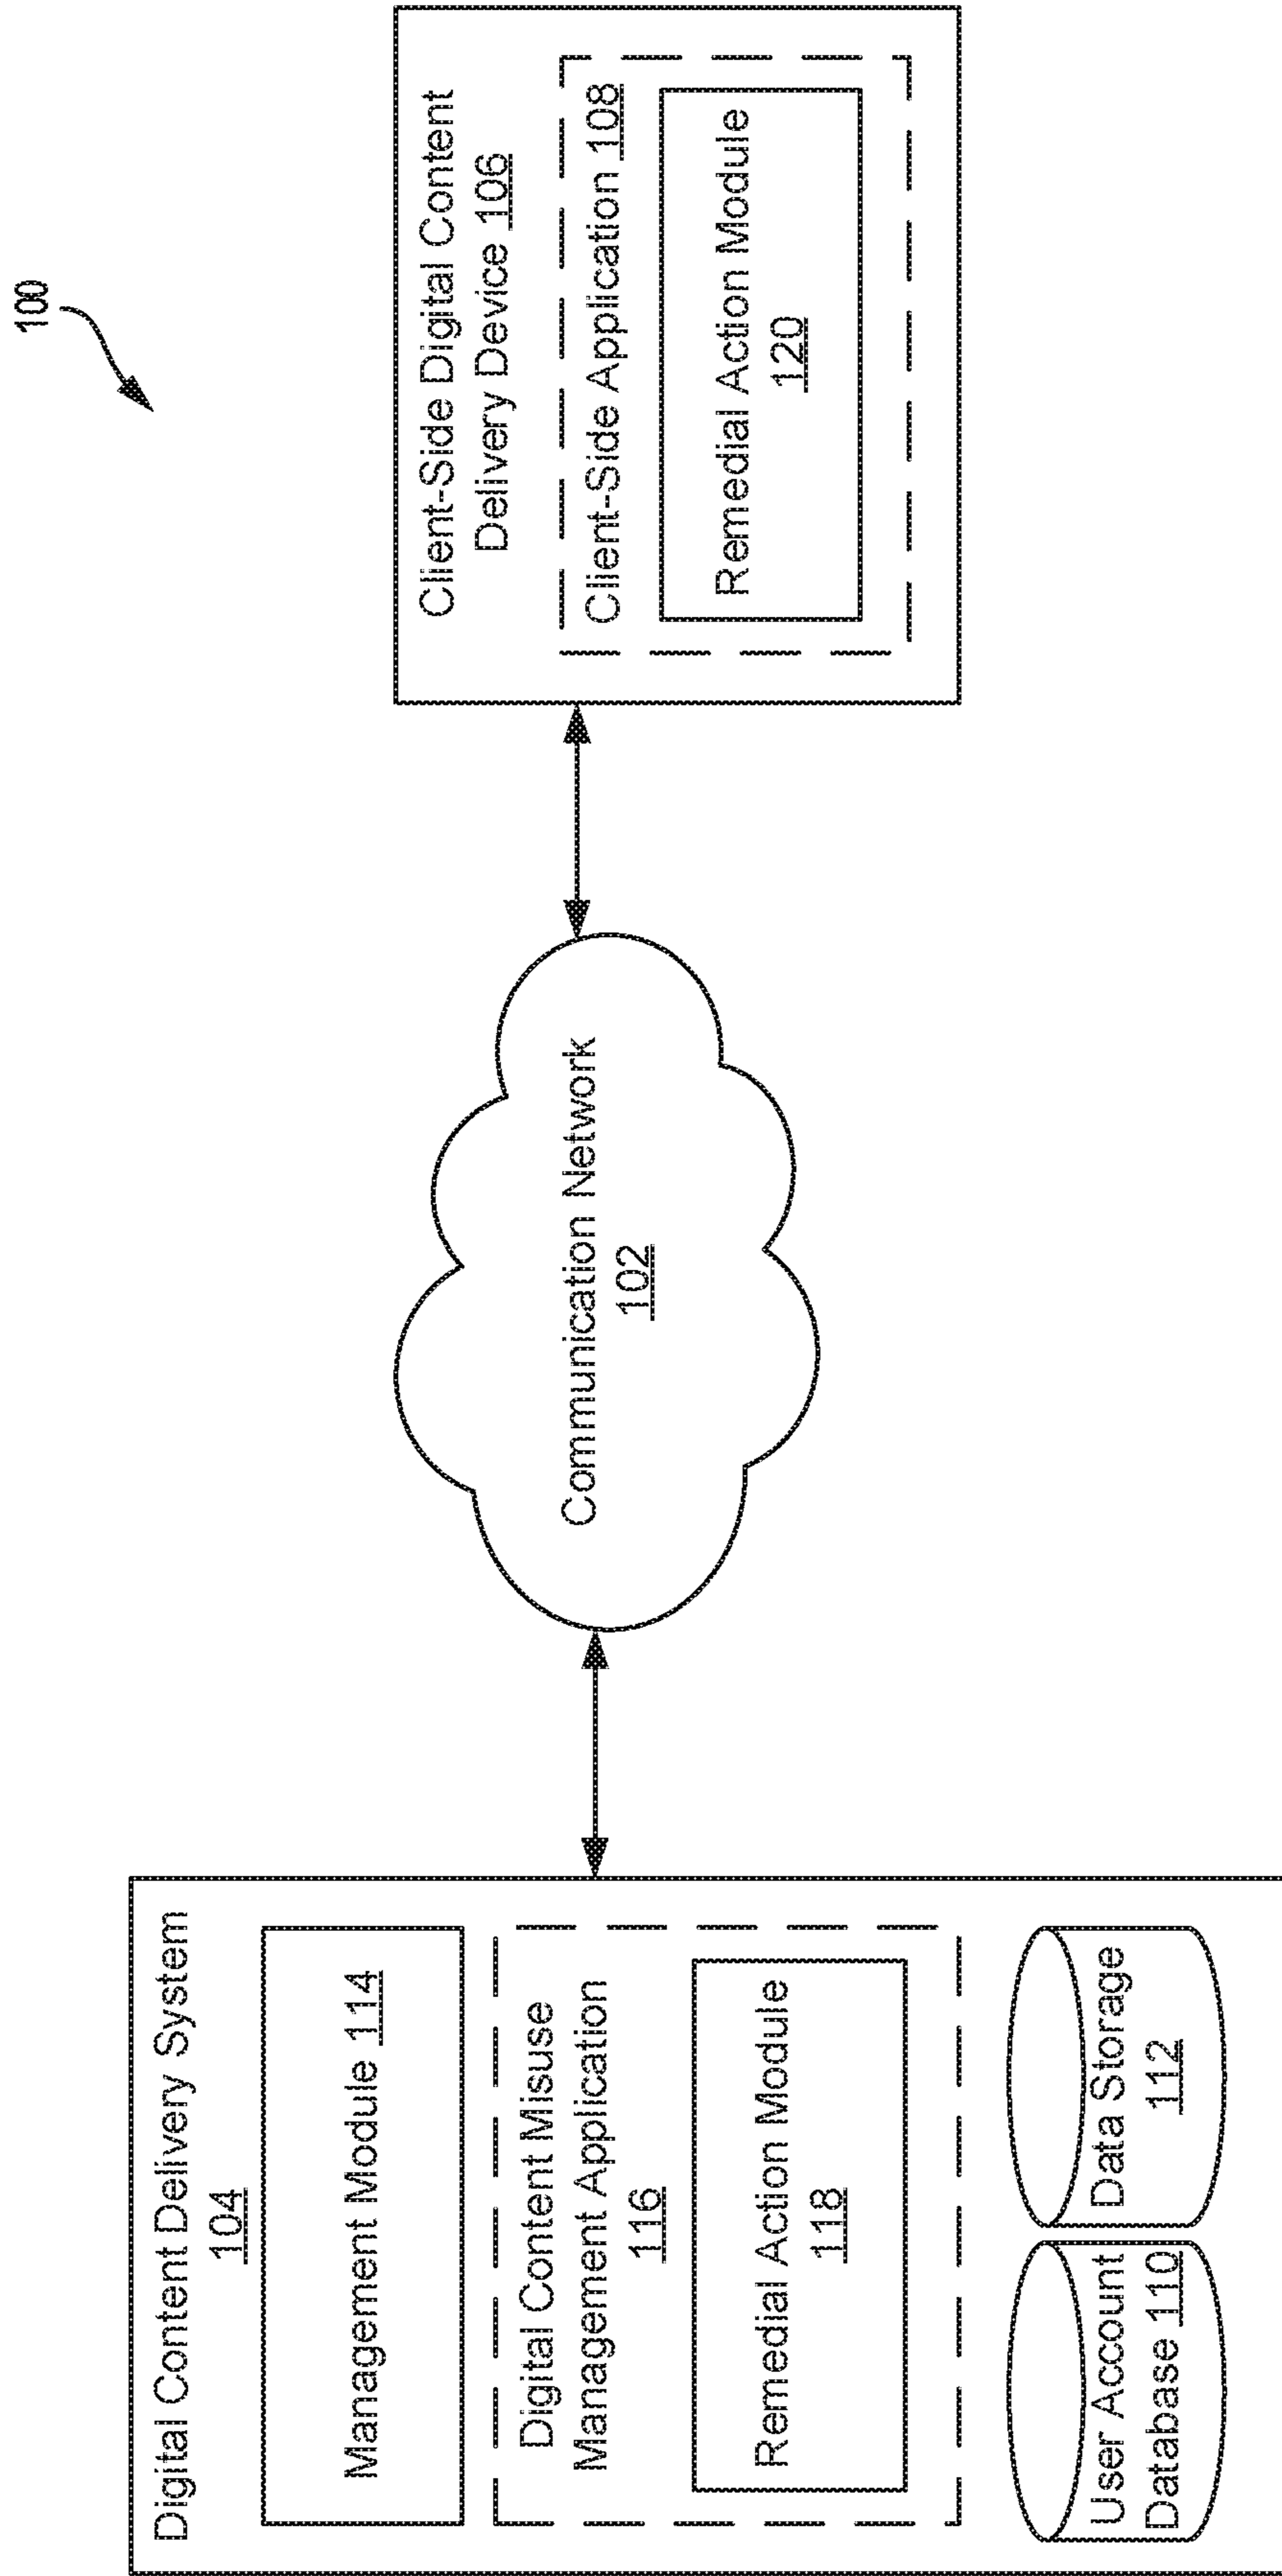 100
Digital Content Delivery System
104
Management Module 114
Digital Content Misuse
Management Application
116
Remedial Action Module
118
User Account
Database 110
Data Storage
112
Communication Network
102
Client-Side Digital Content
Delivery Device 106
Client-Side Application 108
Remedial Action Module
120